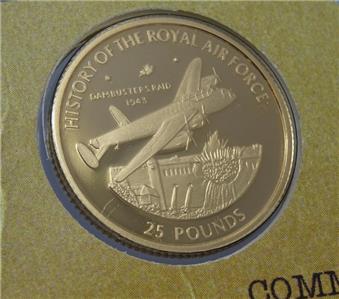 HISTORY OF THE ROYAL AIR FORCE
DAMBUSTERS RAID
1943
25 POUNDS
COMM